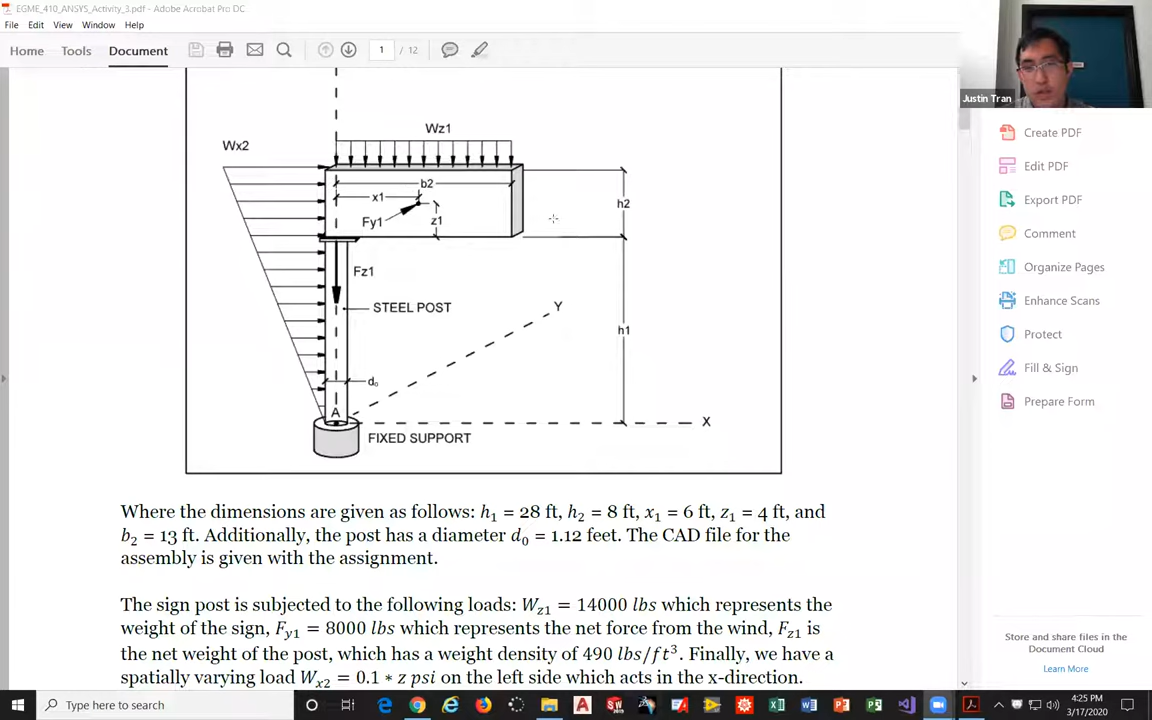 EGME_410_ANSYS_Activity_3.pdf - Adobe Acrobat Pro DC
File Edit View Window Help
Home Tools Document 1 / 12
Justin Tran
Create PDF
Edit PDF
Export PDF
Comment
Organize Pages
Enhance Scans
Protect
Fill & Sign
Prepare Form
Store and share files in the
Document Cloud
Learn More
Wz1
Wx2
b2
x1
h2
Fy1
z1
Fz1
STEEL POST
Y
h1
d₀
A
X
FIXED SUPPORT
Where the dimensions are given as follows: h₁ = 28 ft, h₂ = 8 ft, x₁ = 6 ft, z₁ = 4 ft, and
b₂ = 13 ft. Additionally, the post has a diameter d₀ = 1.12 feet. The CAD file for the
assembly is given with the assignment.
The sign post is subjected to the following loads: W_z1 = 14000 lbs which represents the
weight of the sign, F_y1 = 8000 lbs which represents the net force from the wind, F_z1 is
the net weight of the post, which has a weight density of 490 lbs/ft³. Finally, we have a
spatially varying load W_x2 = 0.1 * z psi on the left side which acts in the x-direction.
Type here to search
4:25 PM
3/17/2020